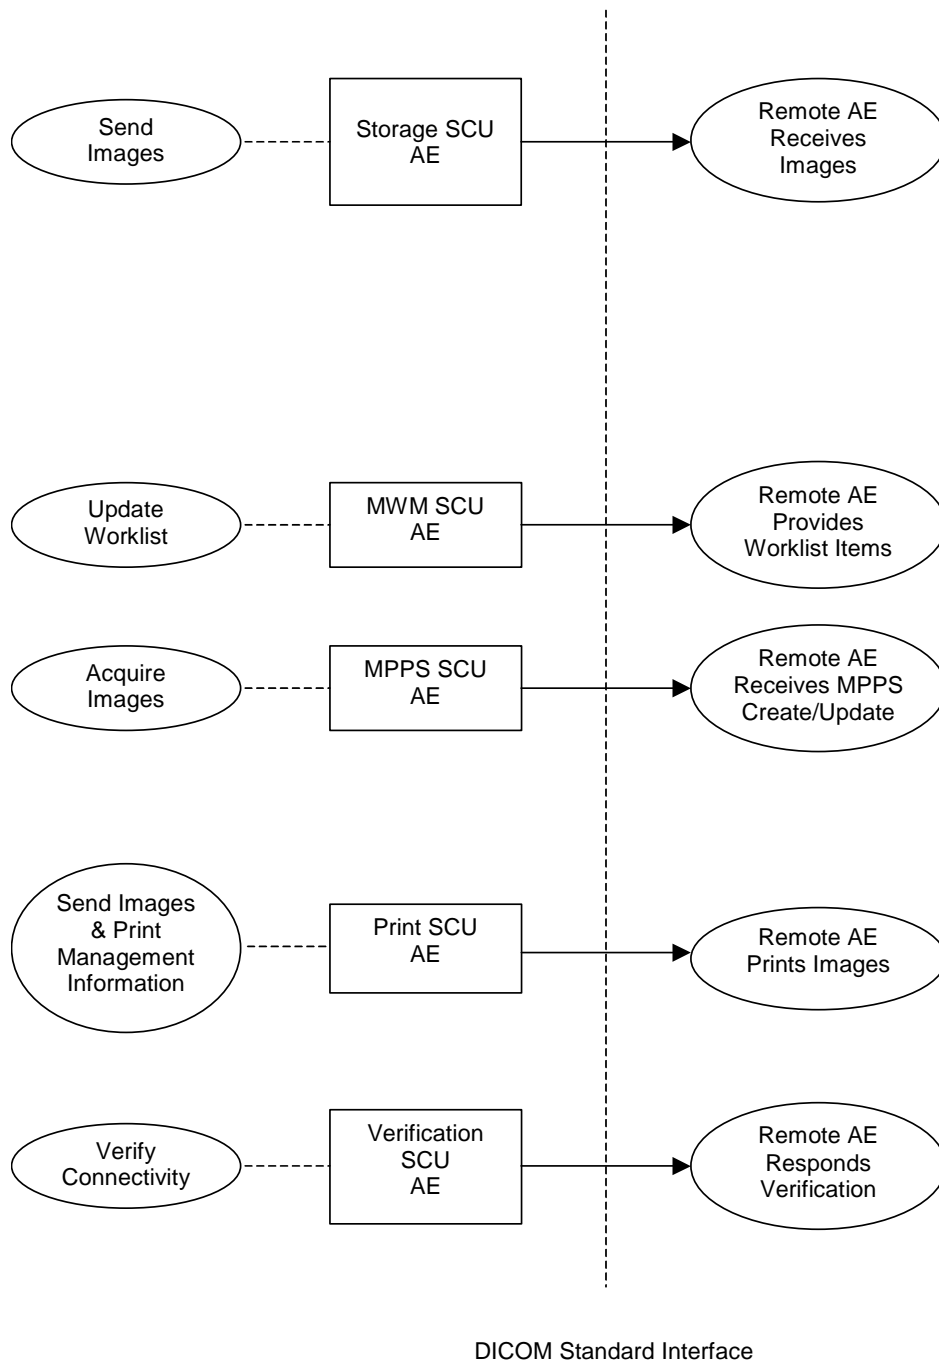 Send
Images
Storage SCU
AE
Remote AE
Receives
Images
Update
Worklist
MWM SCU
AE
Remote AE
Provides
Worklist Items
Acquire
Images
MPPS SCU
AE
Remote AE
Receives MPPS
Create/Update
Send Images
& Print
Management
Information
Print SCU
AE
Remote AE
Prints Images
Verify
Connectivity
Verification
SCU
AE
Remote AE
Responds
Verification
DICOM Standard Interface